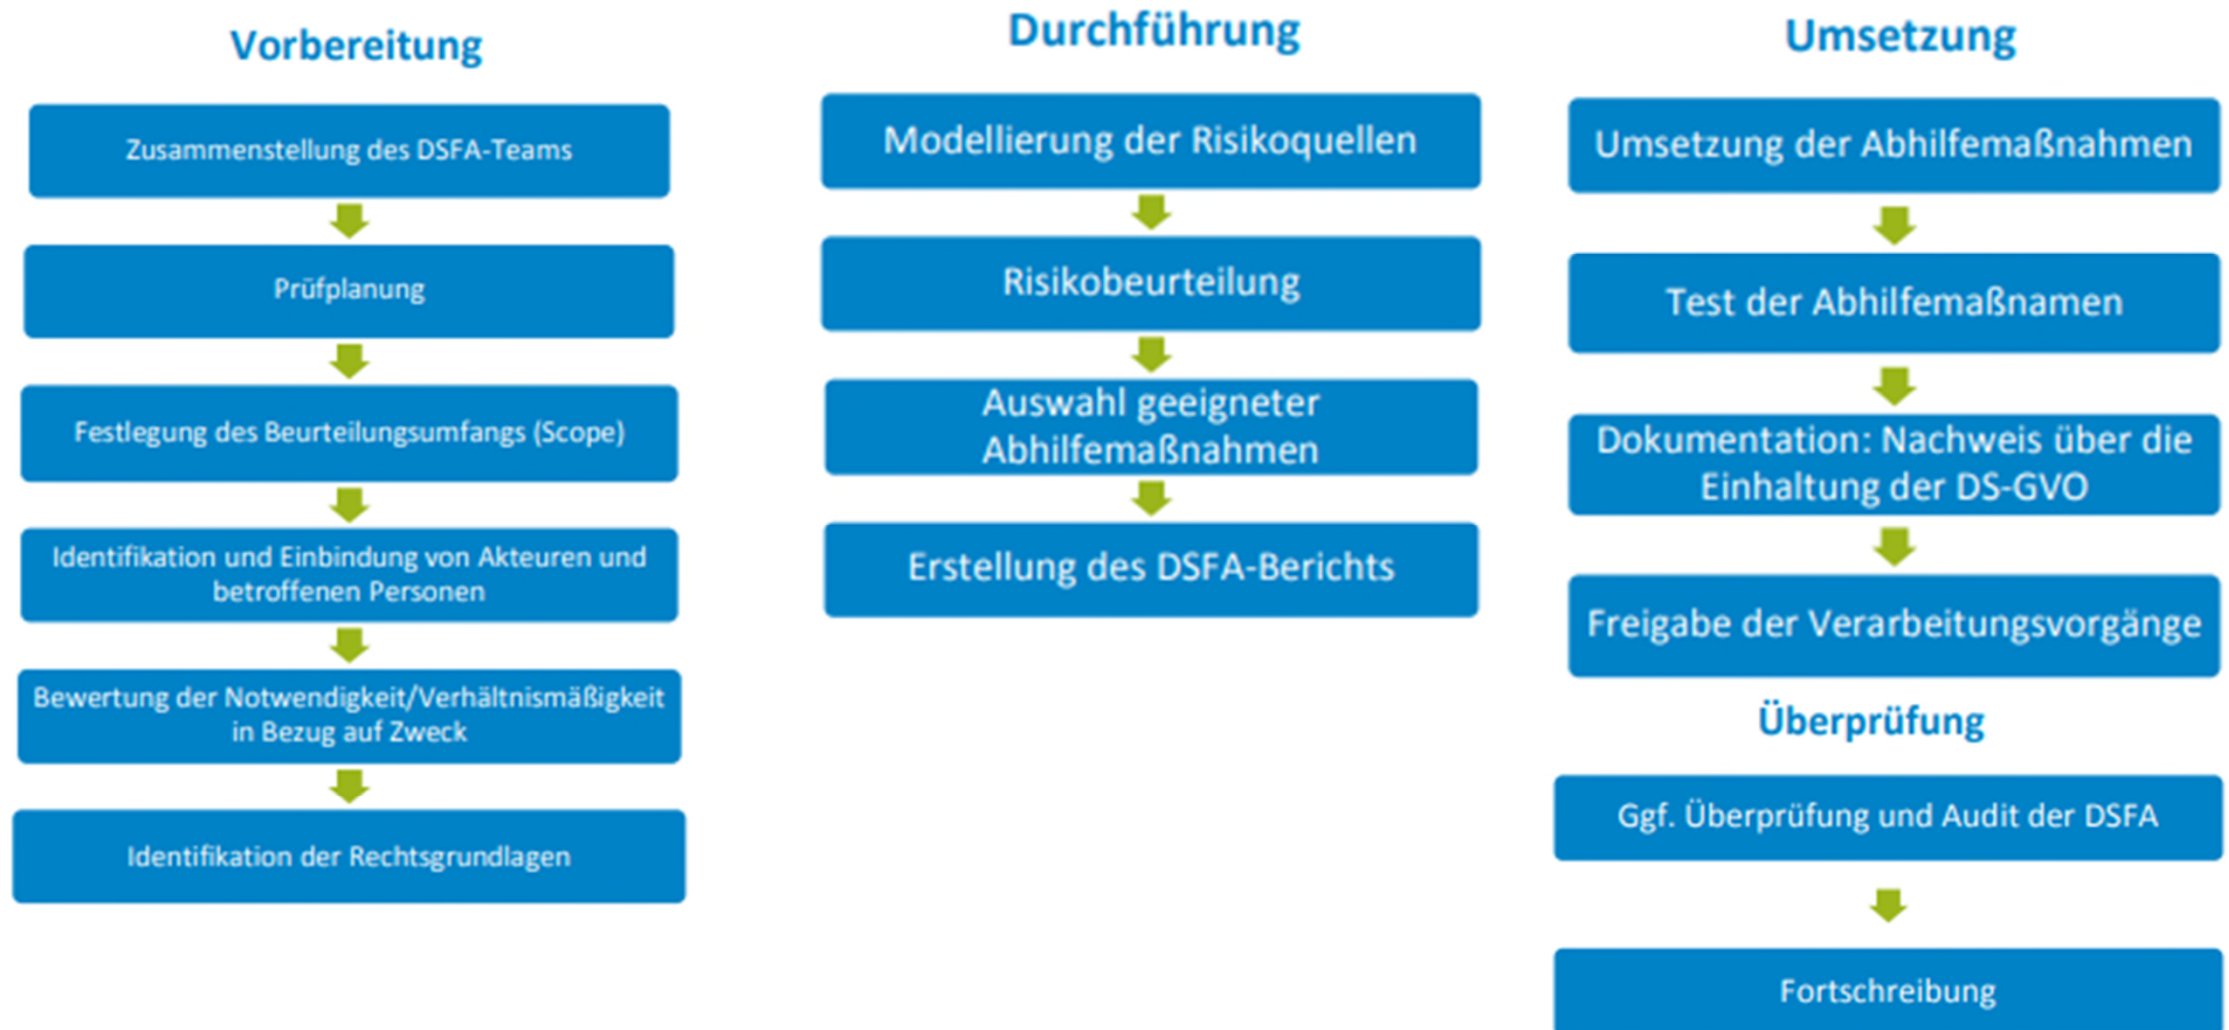 Vorbereitung
Zusammenstellung des DSFA-Teams
Prüfplanung
Festlegung des Beurteilungsumfangs (Scope)
Identifikation und Einbindung von Akteuren und
betroffenen Personen
Bewertung der Notwendigkeit/Verhältnismäßigkeit
in Bezug auf Zweck
Identifikation der Rechtsgrundlagen
Durchführung
Modellierung der Risikoquellen
Risikobeurteilung
Auswahl geeigneter
Abhilfemaßnahmen
Erstellung des DSFA-Berichts
Umsetzung
Umsetzung der Abhilfemaßnahmen
Test der Abhilfemaßnamen
Dokumentation: Nachweis über die
Einhaltung der DS-GVO
Freigabe der Verarbeitungsvorgänge
Überprüfung
Ggf. Überprüfung und Audit der DSFA
Fortschreibung